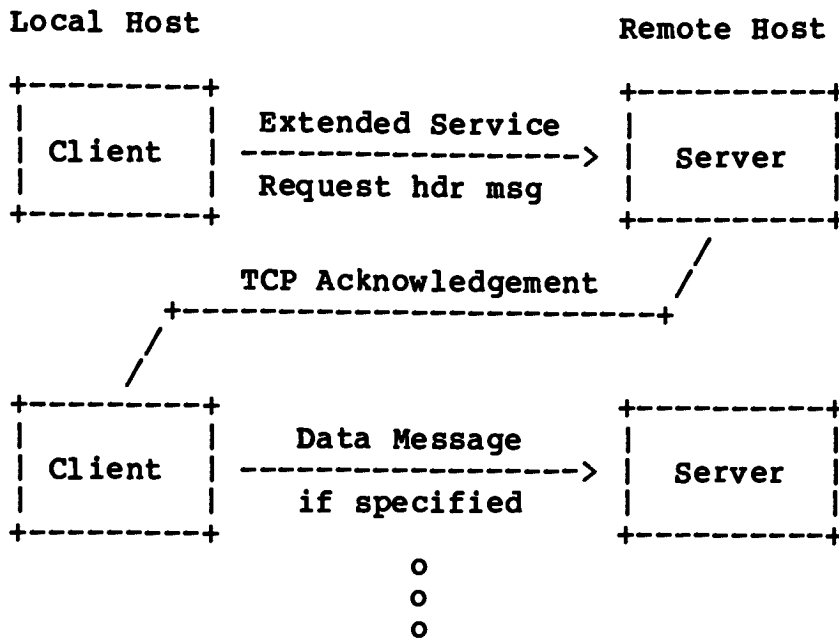 Local Host
Remote Host
Extended Service
Client
Server
Request hdr msg
TCP Acknowledgement
Data Message
Client
Server
if specified
o
o
o